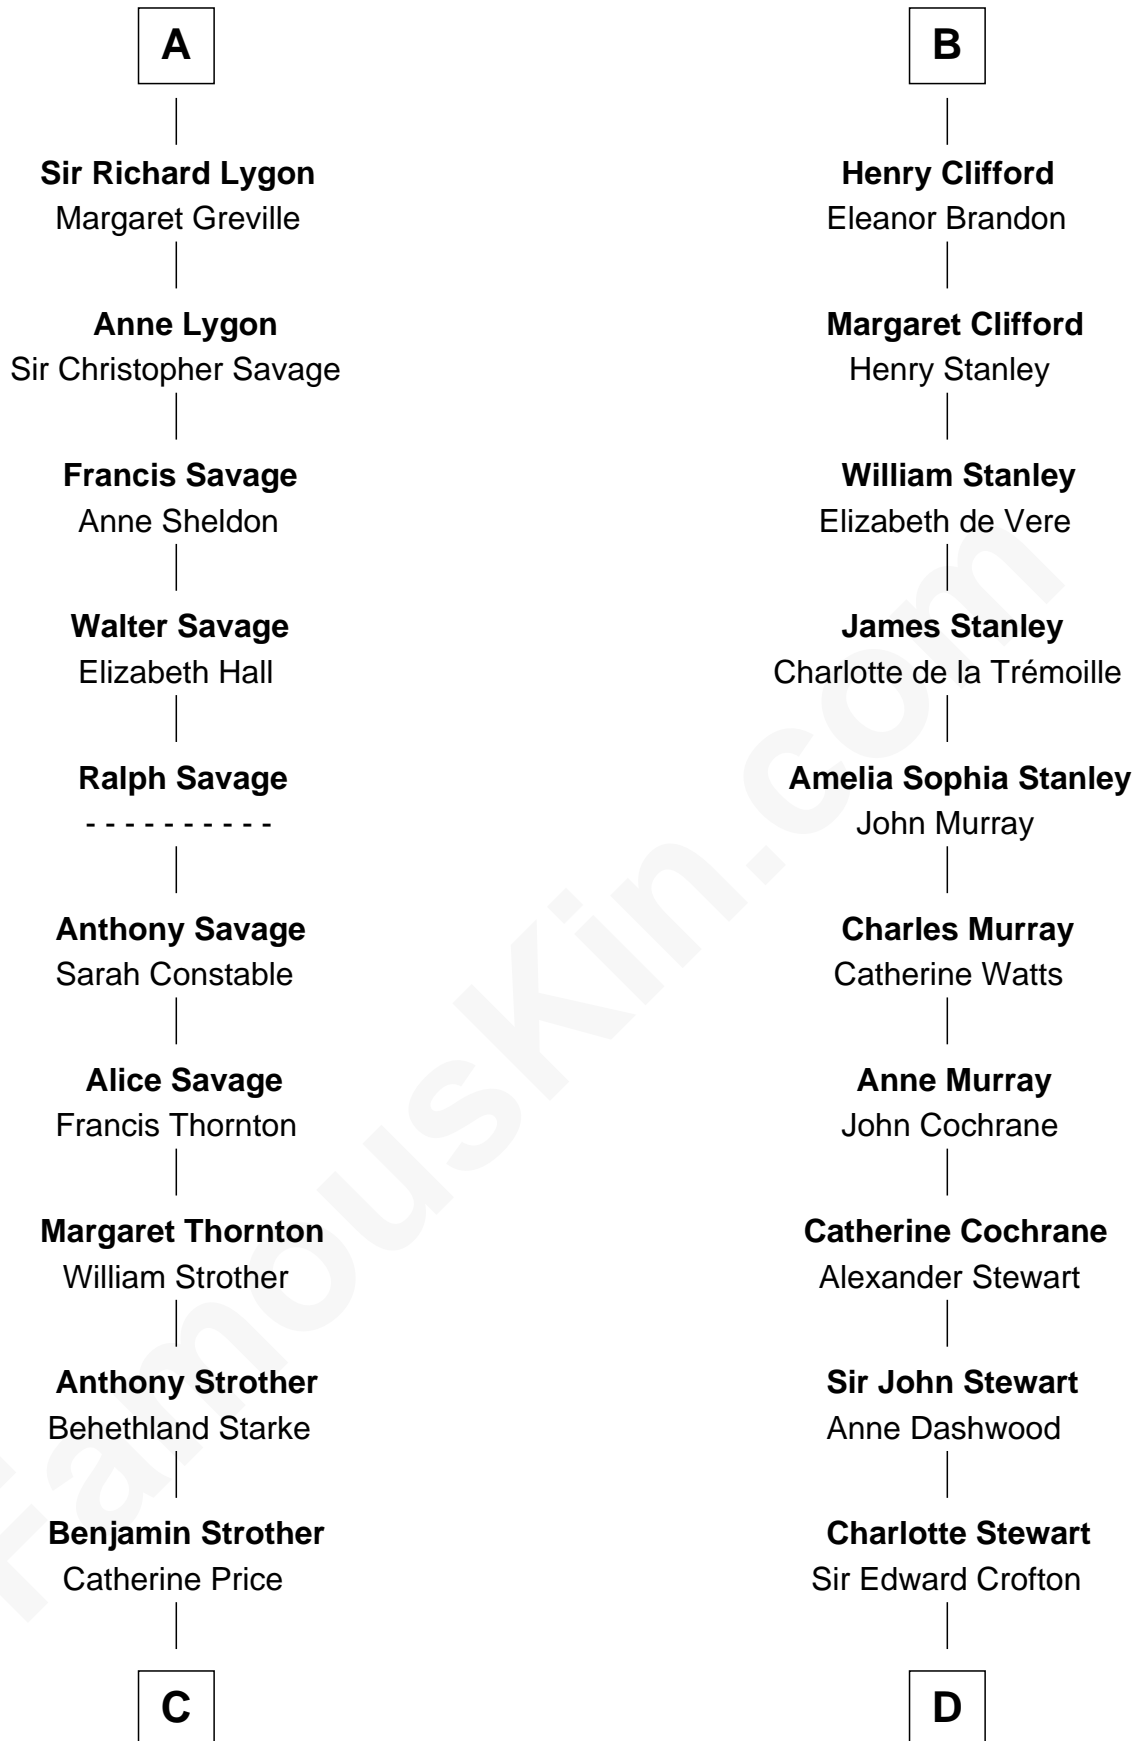 A
Sir Richard Lygon
Margaret Greville
Anne Lygon
Sir Christopher Savage
Francis Savage
Anne Sheldon
Walter Savage
Elizabeth Hall
Ralph Savage
- - - - - - - - - -
Anthony Savage
Sarah Constable
Alice Savage
Francis Thornton
Margaret Thornton
William Strother
Anthony Strother
Behethland Starke
Benjamin Strother
Catherine Price
C
B
Henry Clifford
Eleanor Brandon
Margaret Clifford
Henry Stanley
William Stanley
Elizabeth de Vere
James Stanley
Charlotte de la Trémoille
Amelia Sophia Stanley
John Murray
Charles Murray
Catherine Watts
Anne Murray
John Cochrane
Catherine Cochrane
Alexander Stewart
Sir John Stewart
Anne Dashwood
Charlotte Stewart
Sir Edward Crofton
D
FamousKin.com